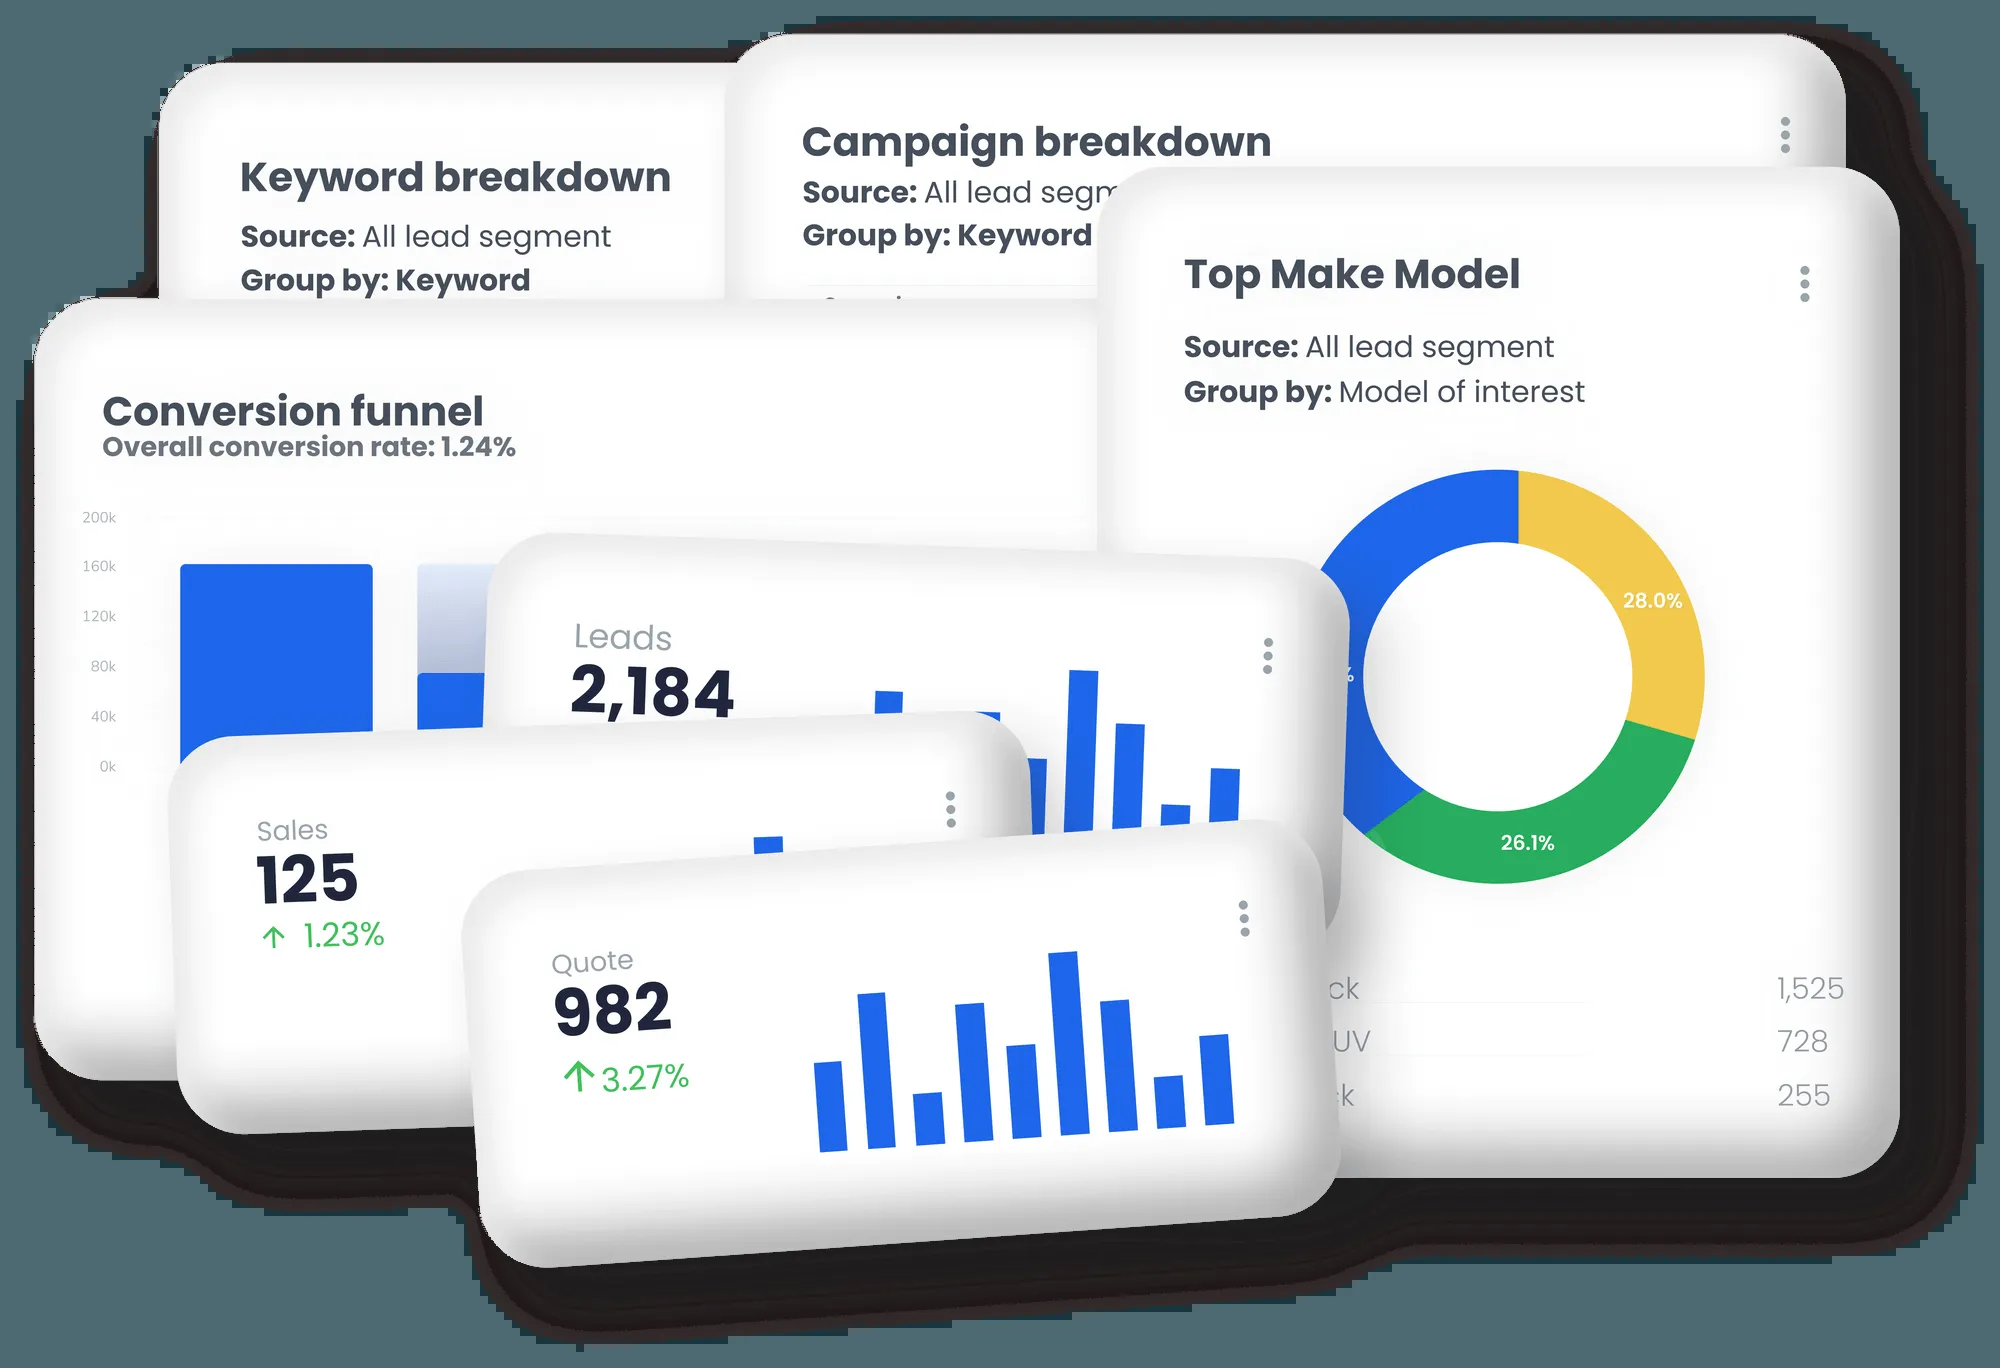 Keyword breakdown
Source: All lead segment
Group by: Keyword
Campaign breakdown
Source: All lead segm
Group by: Keyword
Top Make Model
Source: All lead segment
Group by: Model of interest
28.0%
%
26.1%
ck 1,525
UV 728
k 255
Conversion funnel
Overall conversion rate: 1.24%
200k
160k
120k
80k
40k
0k
Leads
2,184
Sales
125
↑ 1.23%
Quote
982
↑ 3.27%